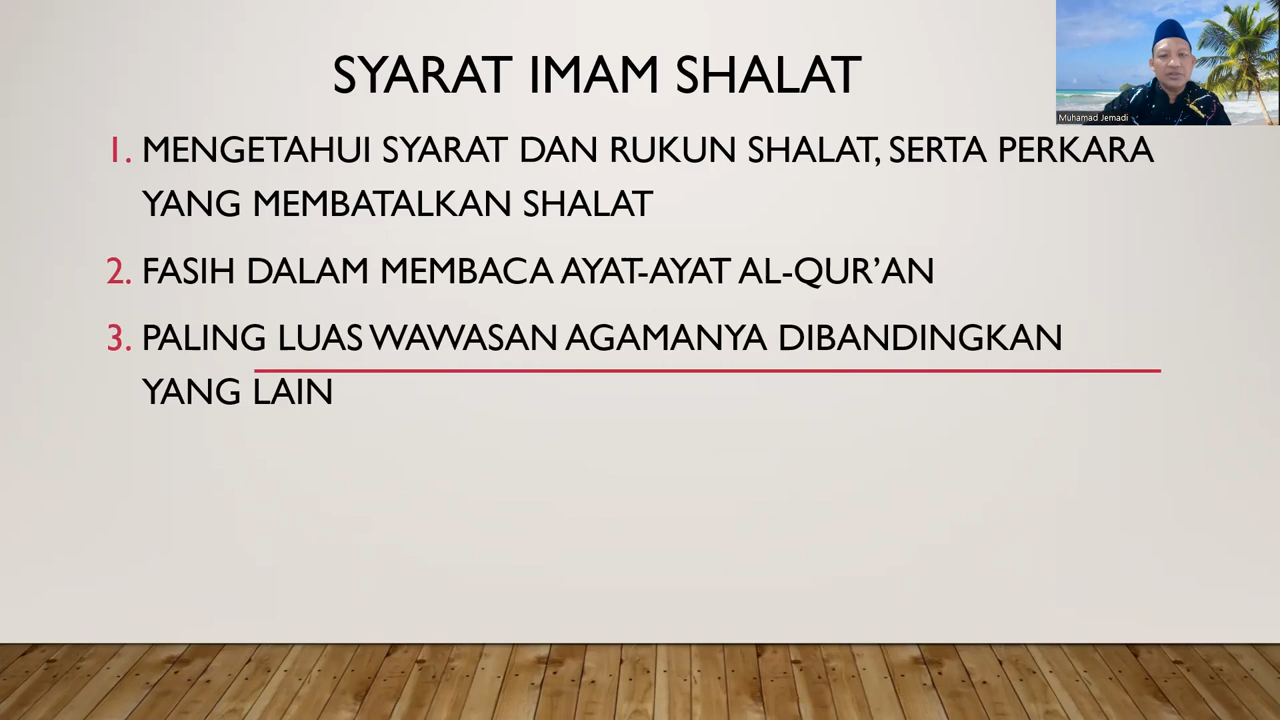 SYARAT IMAM SHALAT
Muhamad Jemadi
1. MENGETAHUI SYARAT DAN RUKUN SHALAT, SERTA PERKARA
YANG MEMBATALKAN SHALAT
2. FASIH DALAM MEMBACA AYAT-AYAT AL-QUR’AN
3. PALING LUAS WAWASAN AGAMANYA DIBANDINGKAN
YANG LAIN